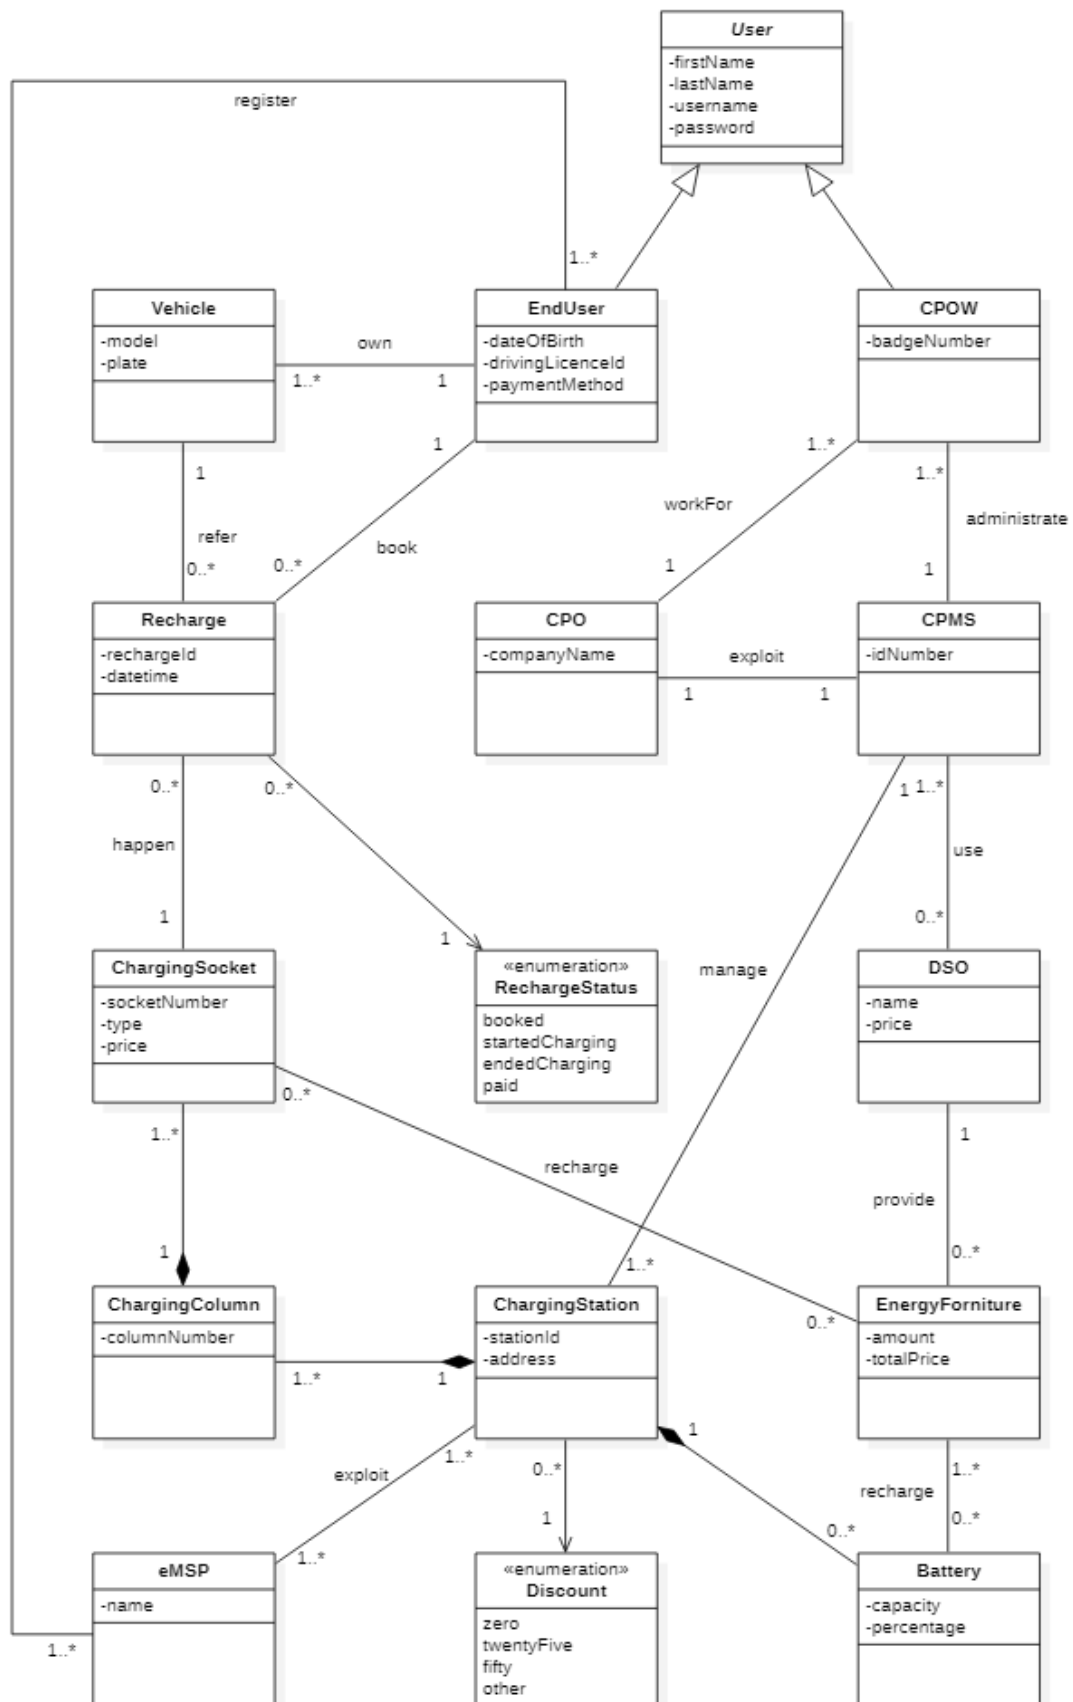 User
-firstName
-lastName
-username
-password
register
1..*
Vehicle
-model
-plate
own
1..*
1
EndUser
-dateOfBirth
-drivingLicenceId
-paymentMethod
CPOW
-badgeNumber
1
refer
0..*
1
book
0..*
1..*
workFor
1
1..*
administrate
1
Recharge
-rechargeId
-datetime
CPO
-companyName
exploit
1
1
CPMS
-idNumber
0..*
happen
1
0..*
1
1
manage
1..*
1..*
use
0..*
ChargingSocket
-socketNumber
-type
-price
«enumeration»
RechargeStatus
booked
startedCharging
endedCharging
paid
DSO
-name
-price
0..*
recharge
0..*
1..*
1
1
provide
0..*
ChargingColumn
-columnNumber
1..*
1
ChargingStation
-stationId
-address
EnergyForniture
-amount
-totalPrice
1..*
exploit
1..*
0..*
1
1
0..*
1..*
recharge
0..*
eMSP
-name
1..*
«enumeration»
Discount
zero
twentyFive
fifty
other
Battery
-capacity
-percentage